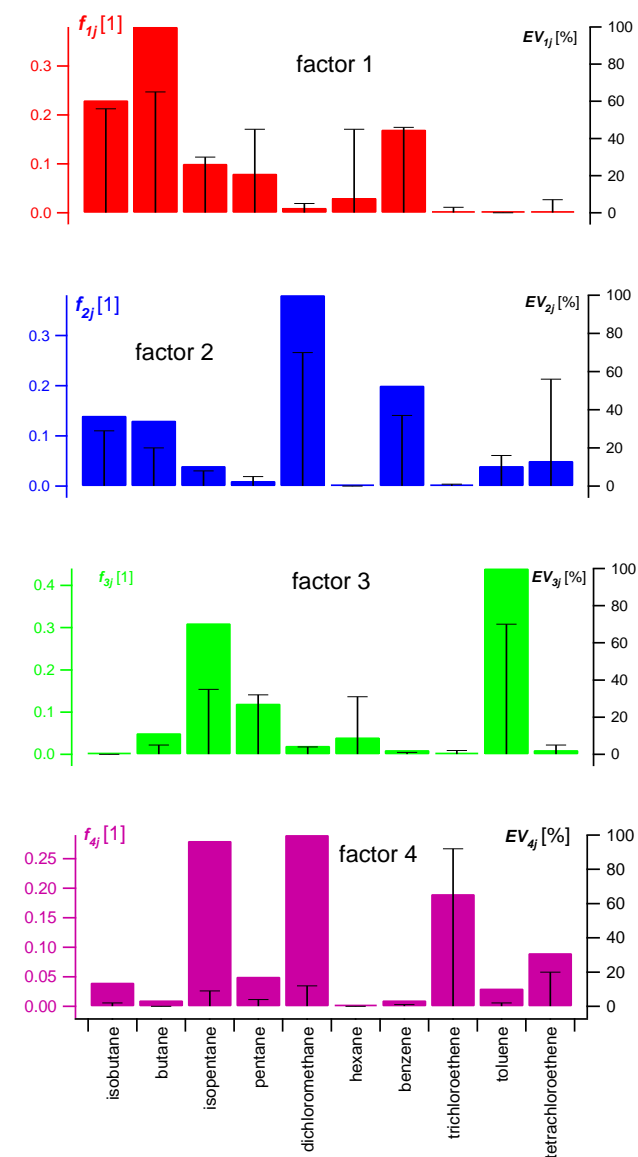 f1j [1]
EV1j [%]
factor 1
100
80
60
40
20
0
0.3
0.2
0.1
0.0
f2j [1]
EV2j [%]
factor 2
100
80
60
40
20
0
0.3
0.2
0.1
0.0
f3j [1]
factor 3
EV3j [%]
100
80
60
40
20
0
0.4
0.3
0.2
0.1
0.0
f4j [1]
factor 4
EV4j [%]
100
80
60
40
20
0
0.25
0.20
0.15
0.10
0.05
0.00
isobutane
butane
isopentane
pentane
dichloromethane
hexane
benzene
trichloroethene
toluene
tetrachloroethene